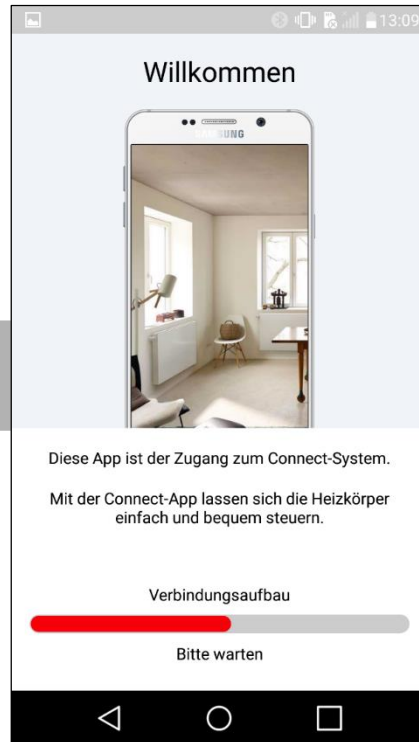 13:09
Willkommen
SAMSUNG
Diese App ist der Zugang zum Connect-System.
Mit der Connect-App lassen sich die Heizkörper
einfach und bequem steuern.
Verbindungsaufbau
Bitte warten